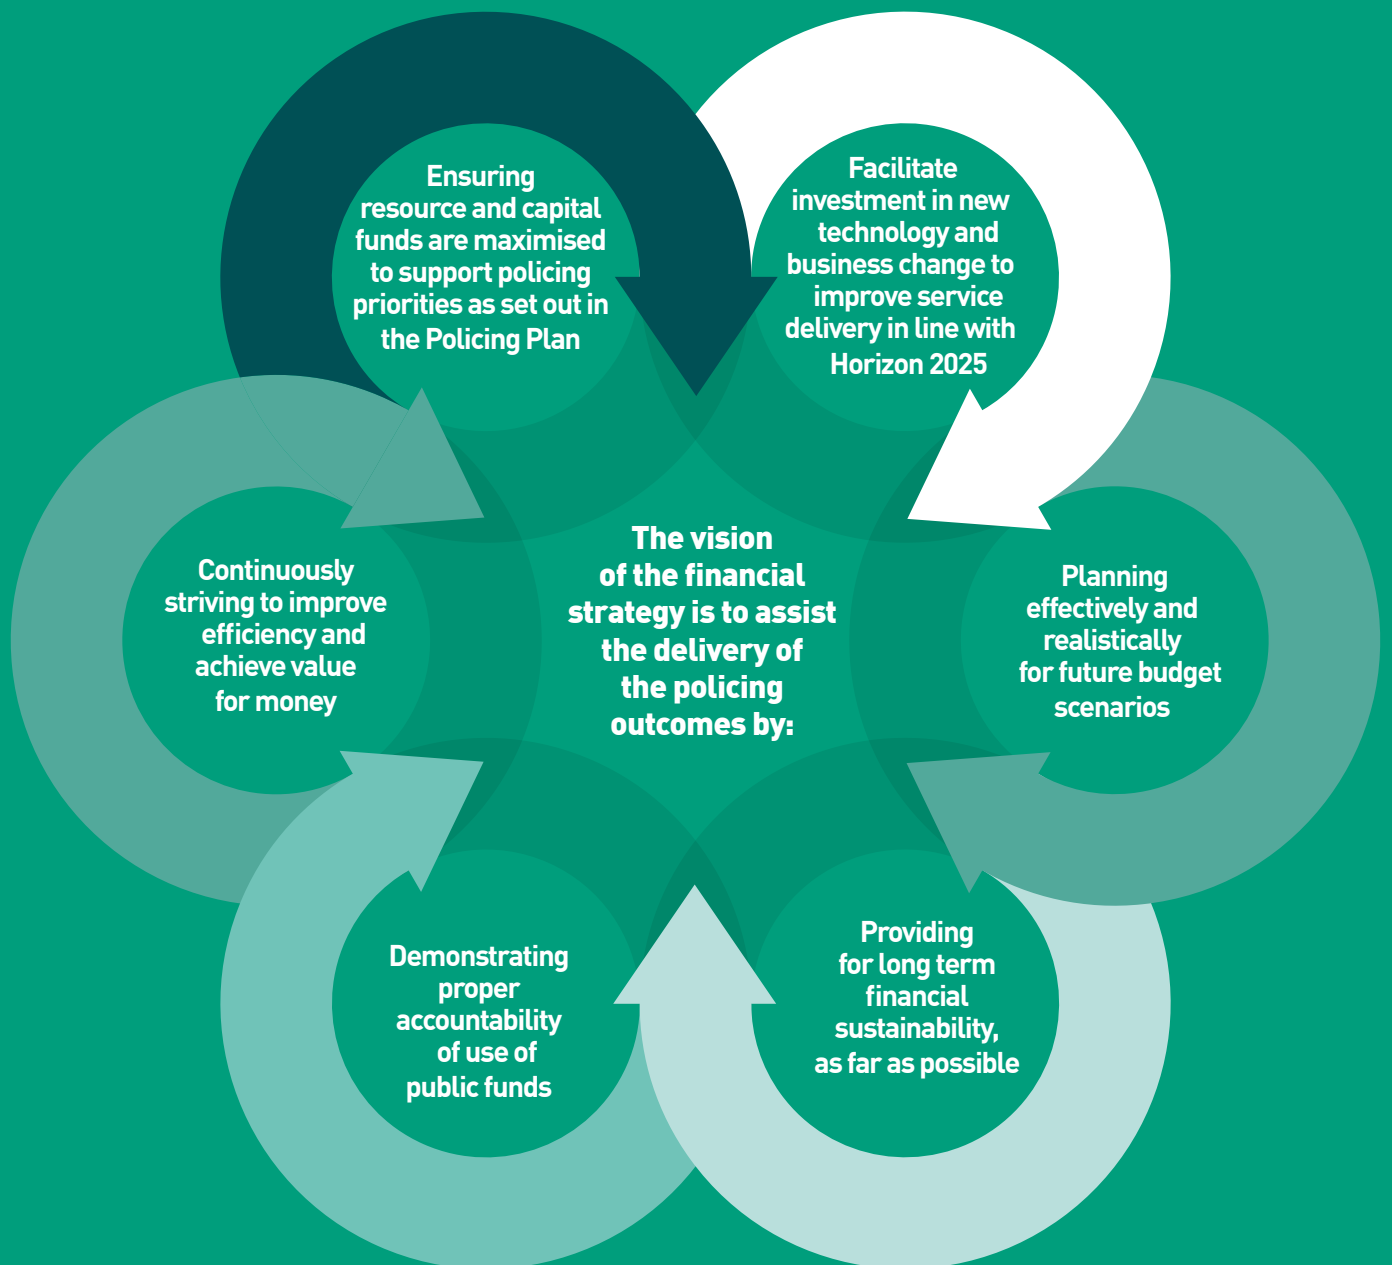 Ensuring
resource and capital
funds are maximised
to support policing
priorities as set out in
the Policing Plan
Facilitate
investment in new
technology and
business change to
improve service
delivery in line with
Horizon 2025
The vision
of the financial
strategy is to assist
the delivery of
the policing
outcomes by:
Continuously
striving to improve
efficiency and
achieve value
for money
Planning
effectively and
realistically
for future budget
scenarios
Demonstrating
proper
accountability
of use of
public funds
Providing
for long term
financial
sustainability,
as far as possible